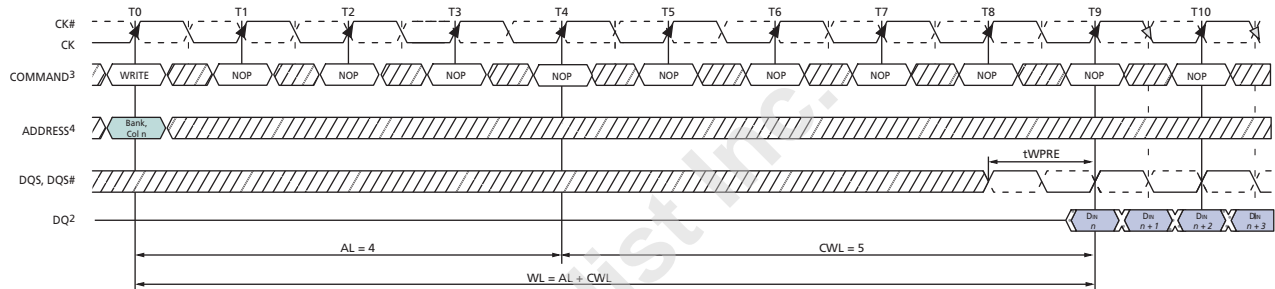 T0 T1 T2 T3 T4 T5 T6 T7 T8 T9 T10
CK#
CK
COMMAND3 WRITE NOP NOP NOP NOP NOP NOP NOP NOP NOP NOP
ADDRESS4 Bank,
Col n
tWPRE
DQS, DQS#
DQ2 DIN DIN DIN DIN
n n + 1 n + 2 n + 3
AL = 4 CWL = 5
WL = AL + CWL
list Inc.